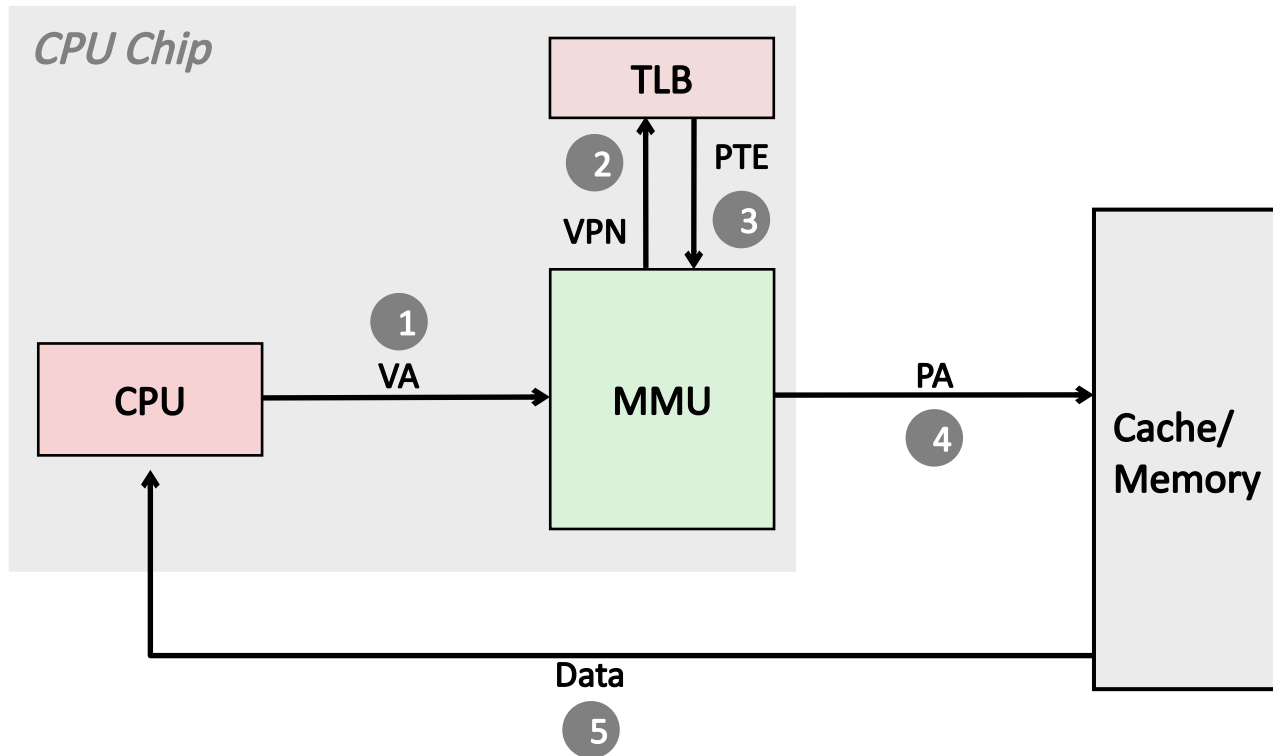 CPU Chip
TLB
2
PTE
3
VPN
1
VA
CPU
MMU
PA
4
Cache/
Memory
Data
5